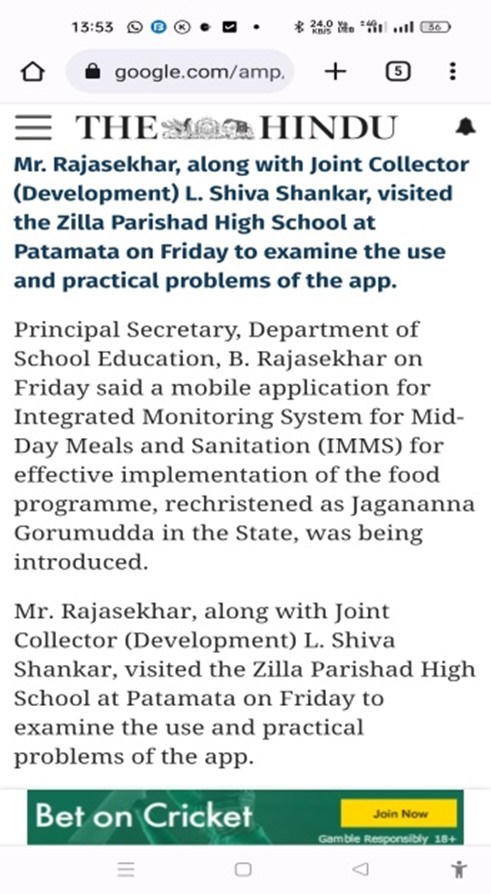 13:53 24.0 KB/S 36
google.com/amp, 5
THE HINDU
Mr. Rajasekhar, along with Joint Collector
(Development) L. Shiva Shankar, visited
the Zilla Parishad High School at
Patamata on Friday to examine the use
and practical problems of the app.
Principal Secretary, Department of
School Education, B. Rajasekhar on
Friday said a mobile application for
Integrated Monitoring System for Mid-
Day Meals and Sanitation (IMMS) for
effective implementation of the food
programme, rechristened as Jagananna
Gorumudda in the State, was being
introduced.
Mr. Rajasekhar, along with Joint
Collector (Development) L. Shiva
Shankar, visited the Zilla Parishad High
School at Patamata on Friday to
examine the use and practical
problems of the app.
Bet on Cricket
Join Now
Gamble Responsibly 18+